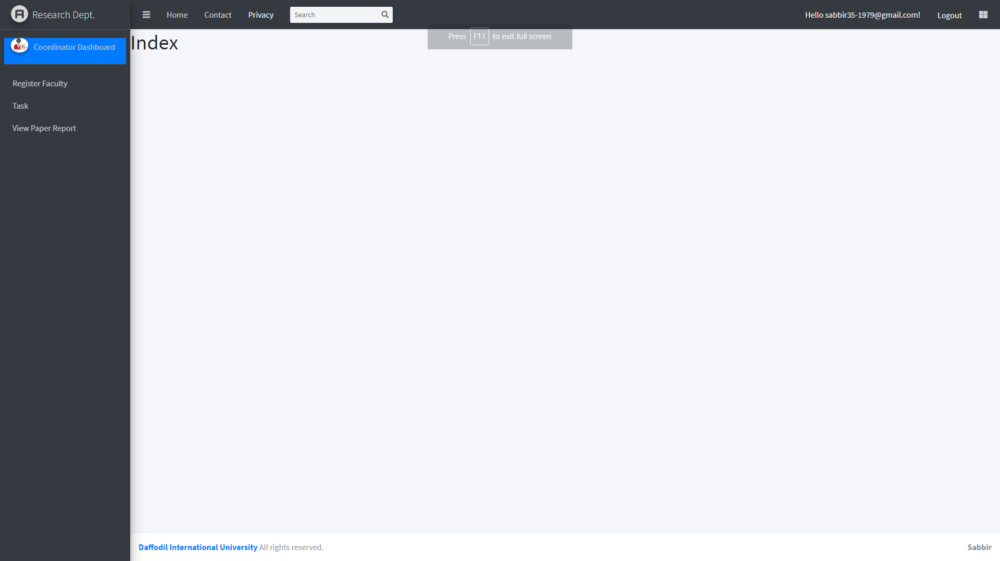 Research Dept.
Home Contact Privacy Search
Hello sabbir35-1979@gmail.com! Logout
Press F11 to exit full screen
Coordinator Dashboard
Index
Register Faculty
Task
View Paper Report
Daffodil International University All rights reserved.
Sabbir